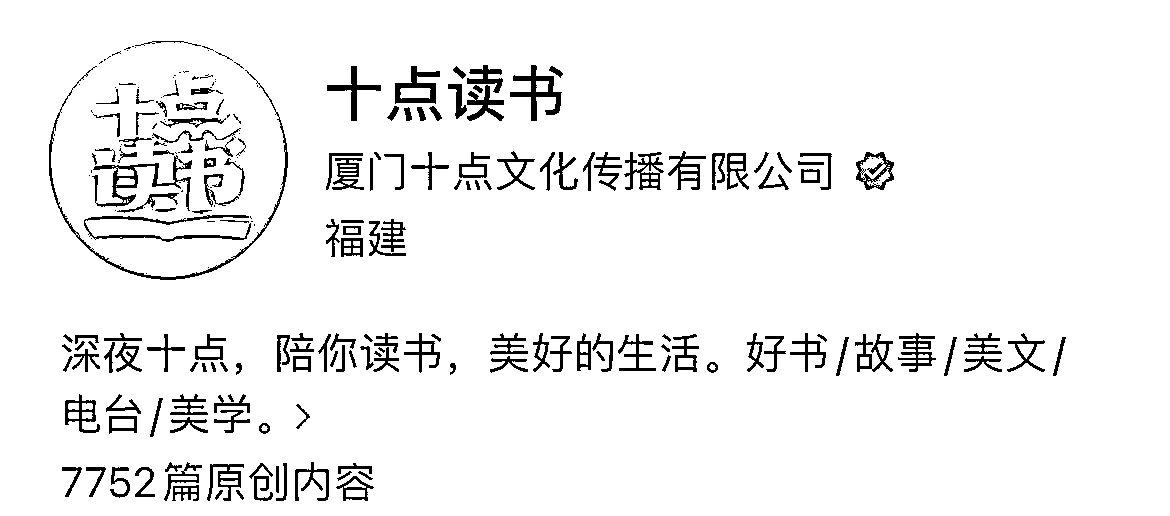 十点
读书
十点读书
厦门十点文化传播有限公司
福建
深夜十点，陪你读书，美好的生活。好书/故事/美文/
电台/美学。>
7752篇原创内容